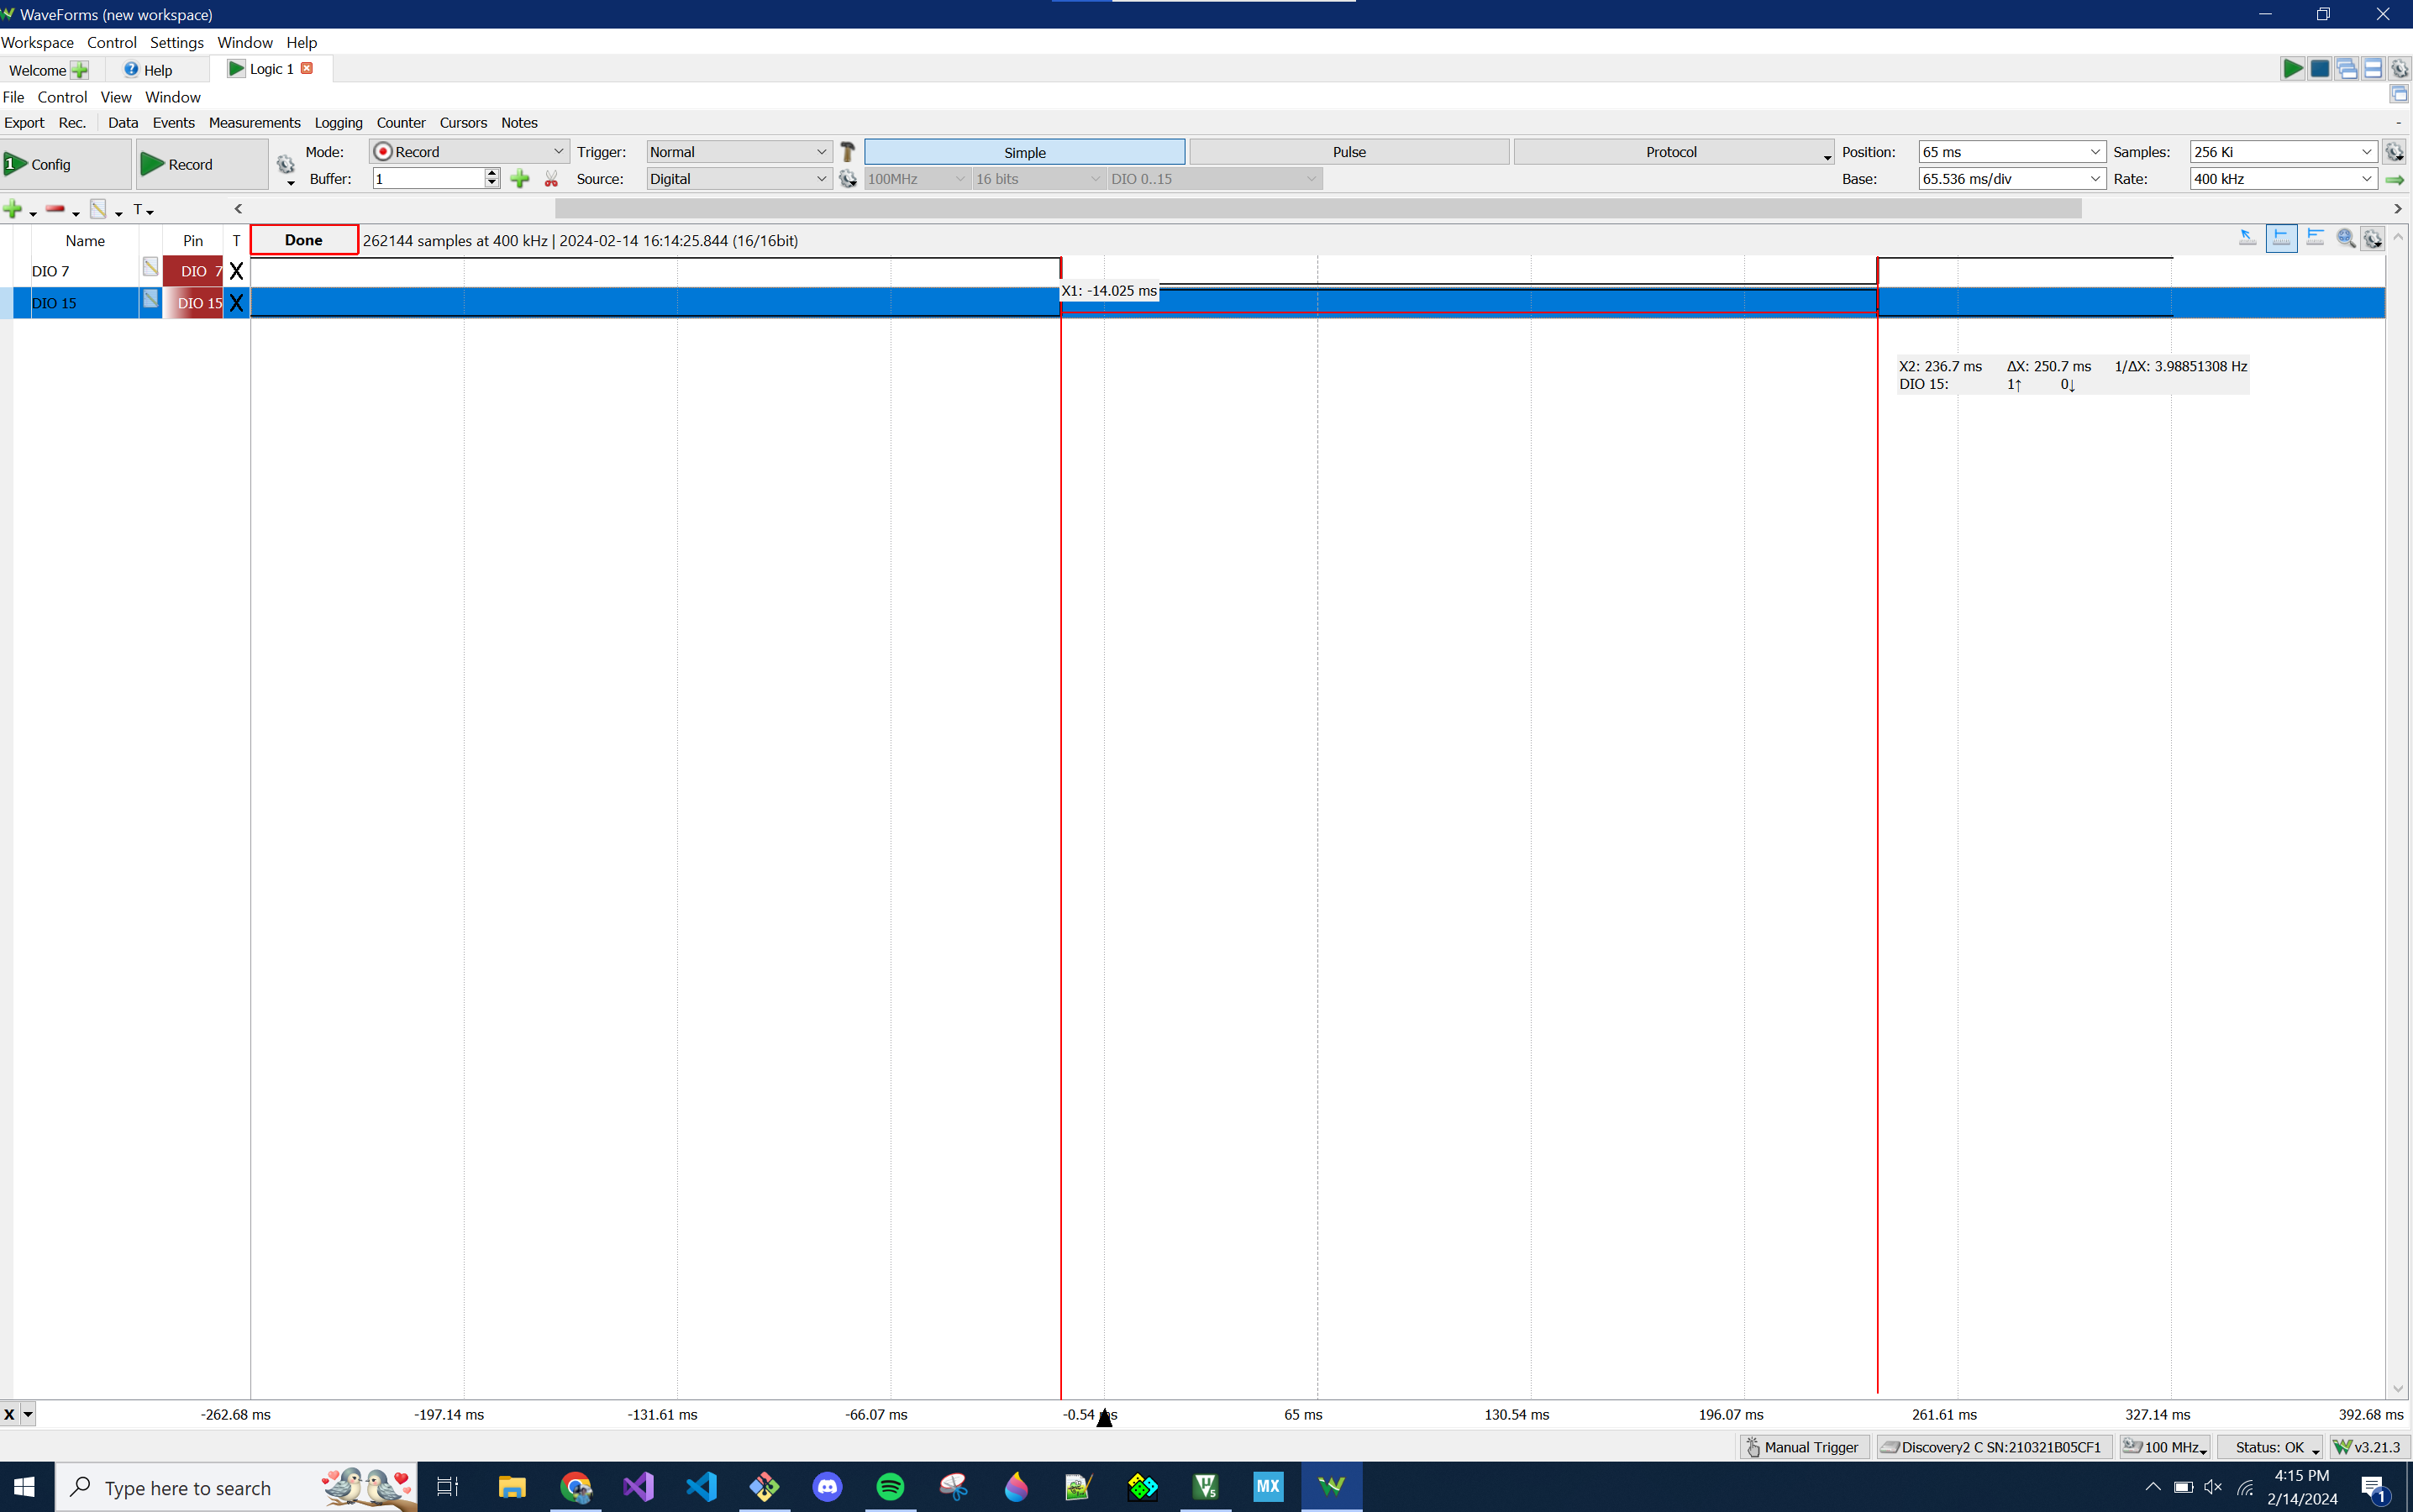 WaveForms (new workspace)
Workspace Control Settings Window Help
Welcome Help Logic 1
File Control View Window
Export Rec. Data Events Measurements Logging Counter Cursors Notes
1 Config Record Mode: Record Trigger: Normal Simple Pulse Protocol Position: 65 ms Samples: 256 Ki
Buffer: 1 Source: Digital 100MHz 16 bits DIO 0..15 Base: 65.536 ms/div Rate: 400 kHz
T
Name Pin T Done 262144 samples at 400 kHz | 2024-02-14 16:14:25.844 (16/16bit)
DIO 7 DIO 7 X
X1: -14.025 ms
DIO 15 DIO 15 X
X2: 236.7 ms ΔX: 250.7 ms 1/ΔX: 3.98851308 Hz
DIO 15: 1↑ 0↓
X -262.68 ms -197.14 ms -131.61 ms -66.07 ms -0.54 ms 65 ms 130.54 ms 196.07 ms 261.61 ms 327.14 ms 392.68 ms
Manual Trigger Discovery2 C SN:210321B05CF1 100 MHz Status: OK v3.21.3
Type here to search MX 4:15 PM
2/14/2024 1